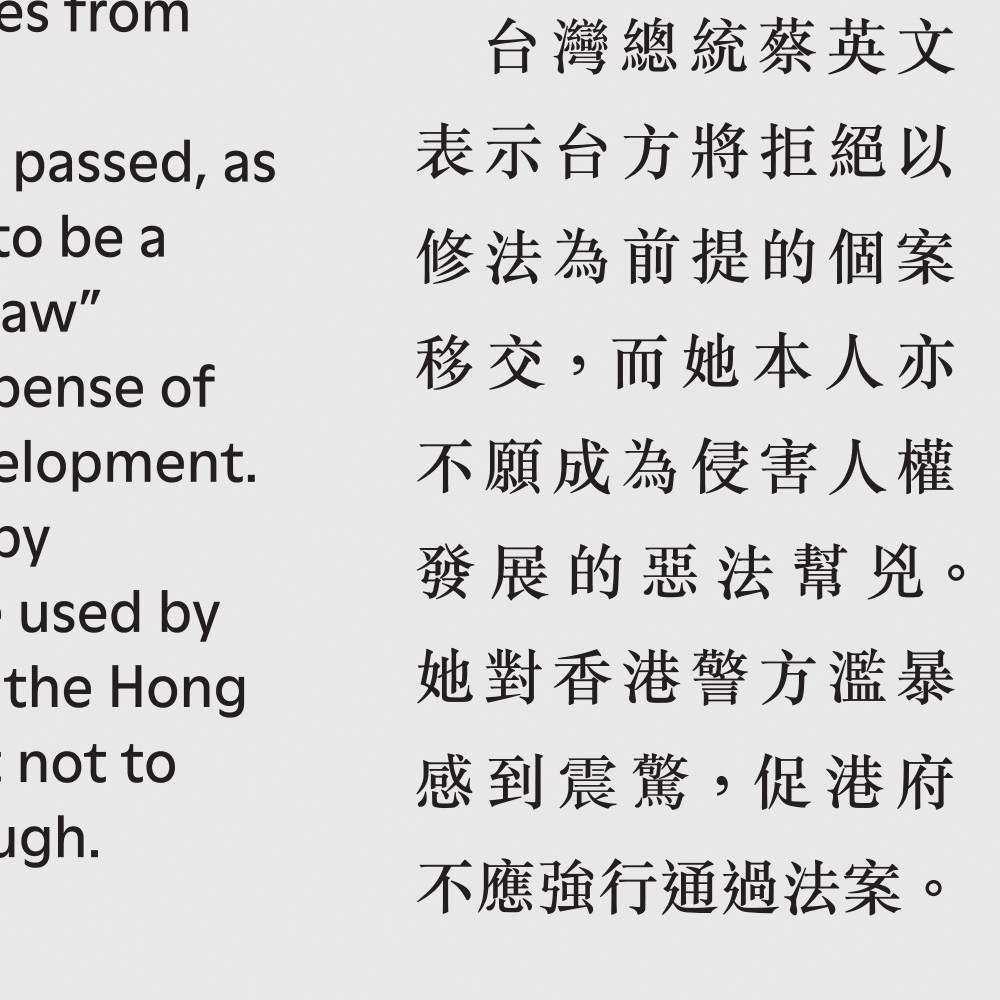 es from
passed, as
to be a
aw”
pense of
elopment.
by
used by
the Hong
not to
ugh.
台灣總統蔡英文
表示台方將拒絕以
修法為前提的個案
移交，而她本人亦
不願成為侵害人權
發展的惡法幫兇。
她對香港警方濫暴
感到震驚，促港府
不應強行通過法案。